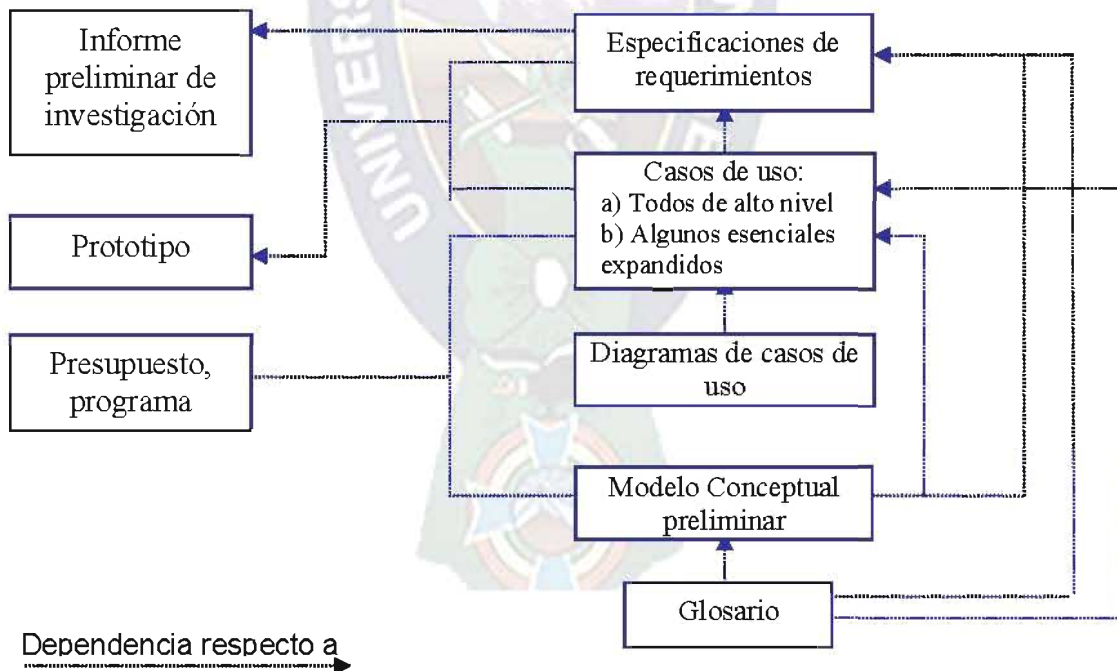 Informe
preliminar de
investigación
Especificaciones de
requerimientos
Casos de uso:
a) Todos de alto nivel
b) Algunos esenciales
expandidos
Prototipo
Presupuesto,
programa
Diagramas de casos de
uso
Modelo Conceptual
preliminar
Glosario
Dependencia respecto a
UNIVERS
E